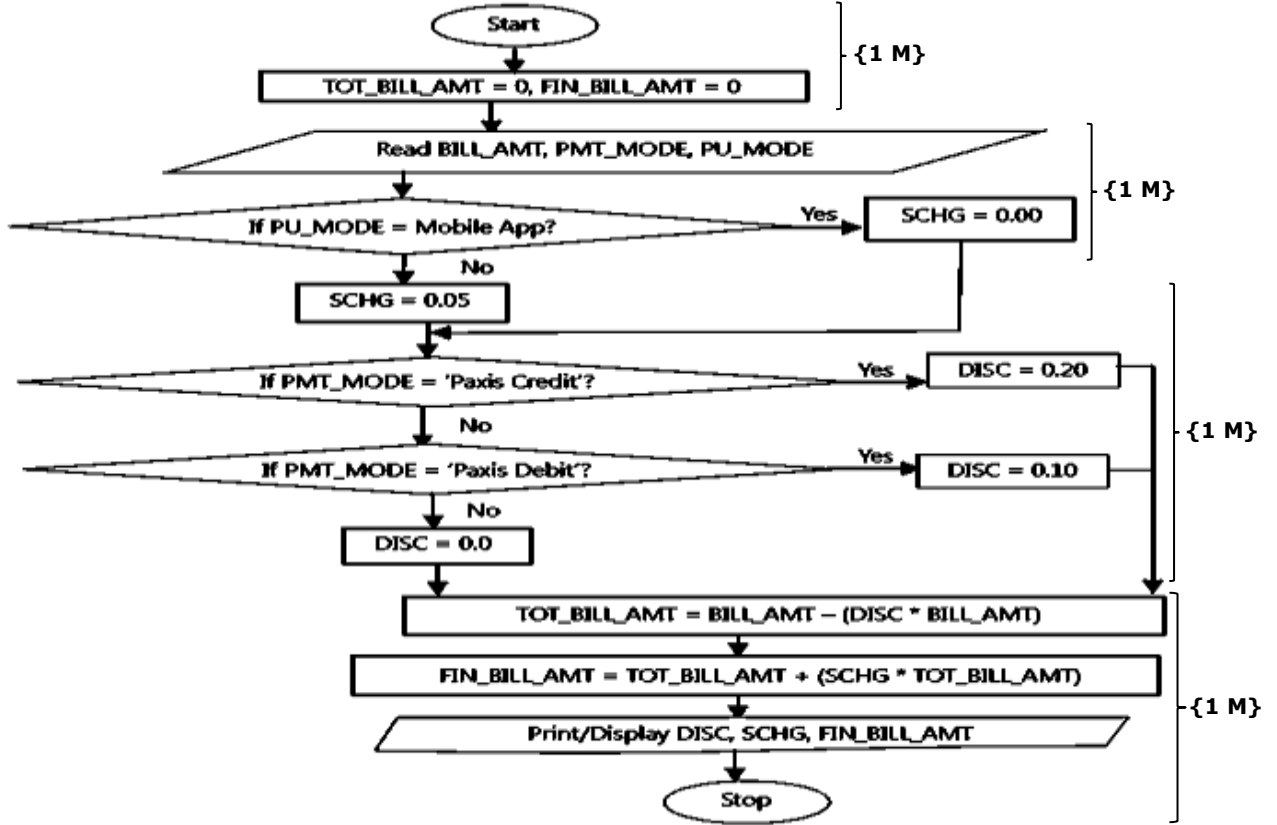 Start
{1 M}
TOT_BILL_AMT = 0, FIN_BILL_AMT = 0
Read BILL_AMT, PMT_MODE, PU_MODE
{1 M}
If PU_MODE = Mobile App?
Yes
SCHG = 0.00
No
SCHG = 0.05
If PMT_MODE = 'Paxis Credit'?
Yes
DISC = 0.20
No
{1 M}
If PMT_MODE = 'Paxis Debit'?
Yes
DISC = 0.10
No
DISC = 0.0
TOT_BILL_AMT = BILL_AMT – (DISC * BILL_AMT)
FIN_BILL_AMT = TOT_BILL_AMT + (SCHG * TOT_BILL_AMT)
{1 M}
Print/Display DISC, SCHG, FIN_BILL_AMT
Stop